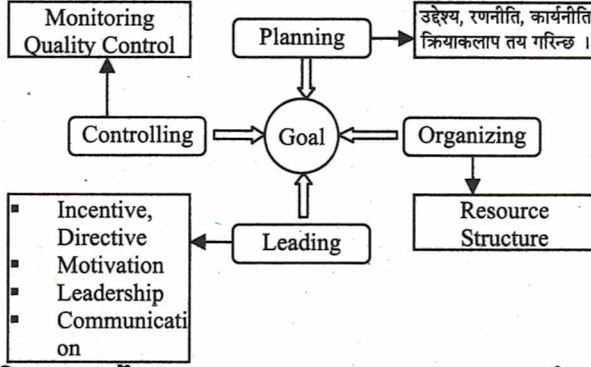 Monitoring
Quality Control
Planning
उद्देश्य, रणनीति, कार्यनीति
क्रियाकलाप तय गरिन्छ ।
Controlling
Goal
Organizing
Incentive,
Directive
Motivation
Leadership
Communicati
on
Leading
Resource
Structure